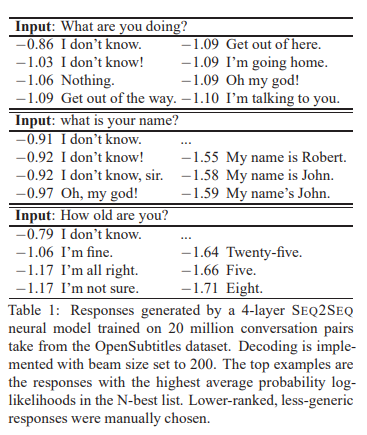 Input: What are you doing?
−0.86 I don't know. −1.09 Get out of here.
−1.03 I don't know! −1.09 I'm going home.
−1.06 Nothing. −1.09 Oh my god!
−1.09 Get out of the way. −1.10 I'm talking to you.
Input: what is your name?
−0.91 I don't know. ...
−0.92 I don't know! −1.55 My name is Robert.
−0.92 I don't know, sir. −1.58 My name is John.
−0.97 Oh, my god! −1.59 My name's John.
Input: How old are you?
−0.79 I don't know. ...
−1.06 I'm fine. −1.64 Twenty-five.
−1.17 I'm all right. −1.66 Five.
−1.17 I'm not sure. −1.71 Eight.
Table 1: Responses generated by a 4-layer SEQ2SEQ
neural model trained on 20 million conversation pairs
take from the OpenSubtitles dataset. Decoding is imple-
mented with beam size set to 200. The top examples are
the responses with the highest average probability log-
likelihoods in the N-best list. Lower-ranked, less-generic
responses were manually chosen.